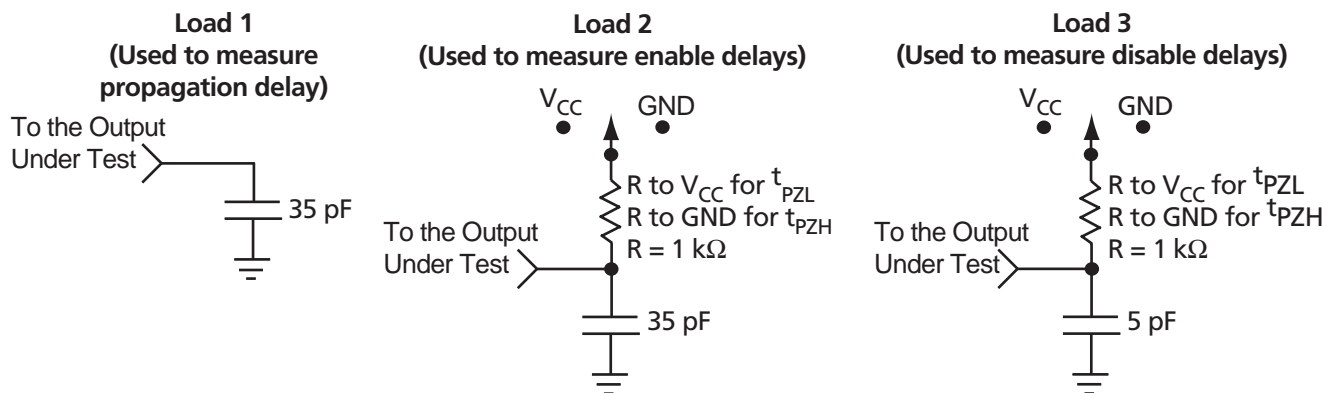 Load 1
(Used to measure
propagation delay)
To the Output
Under Test
35 pF
Load 2
(Used to measure enable delays)
VCC
GND
R to VCC for tPZL
R to GND for tPZH
R = 1 kΩ
To the Output
Under Test
35 pF
Load 3
(Used to measure disable delays)
VCC
GND
R to VCC for tPZL
R to GND for tPZH
R = 1 kΩ
To the Output
Under Test
5 pF